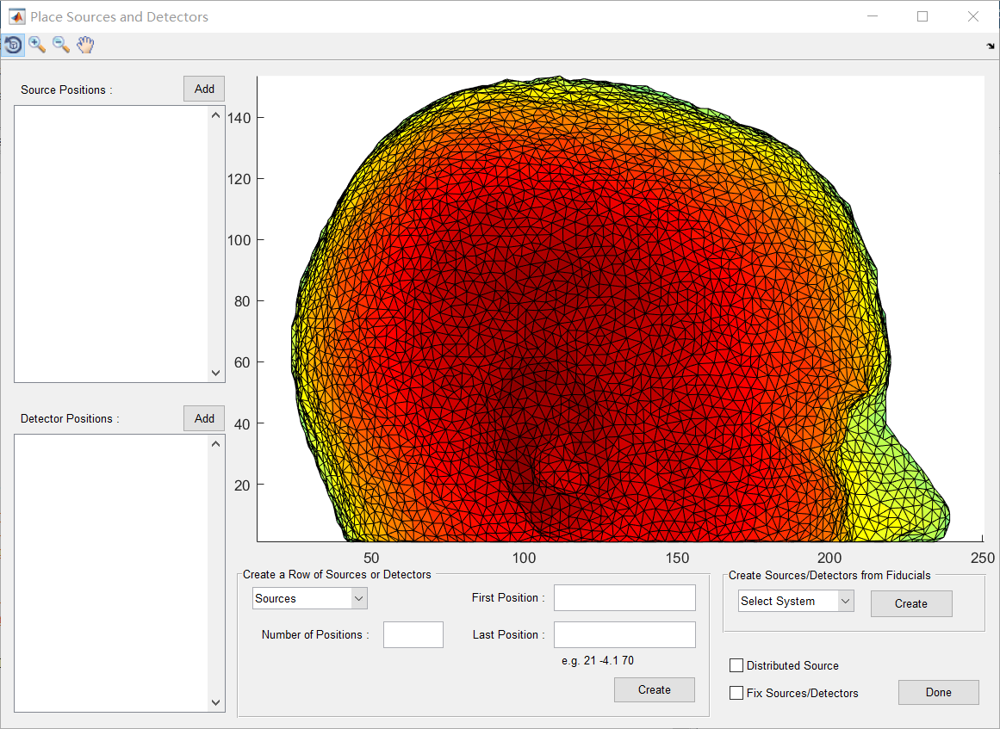 Place Sources and Detectors
Source Positions :
Add
Detector Positions :
Add
140
120
100
80
60
40
20
50
100
150
200
250
Create a Row of Sources or Detectors
Sources
First Position :
Number of Positions :
Last Position :
e.g. 21 -4.1 70
Create
Create Sources/Detectors from Fiducials
Select System
Create
Distributed Source
Fix Sources/Detectors
Done